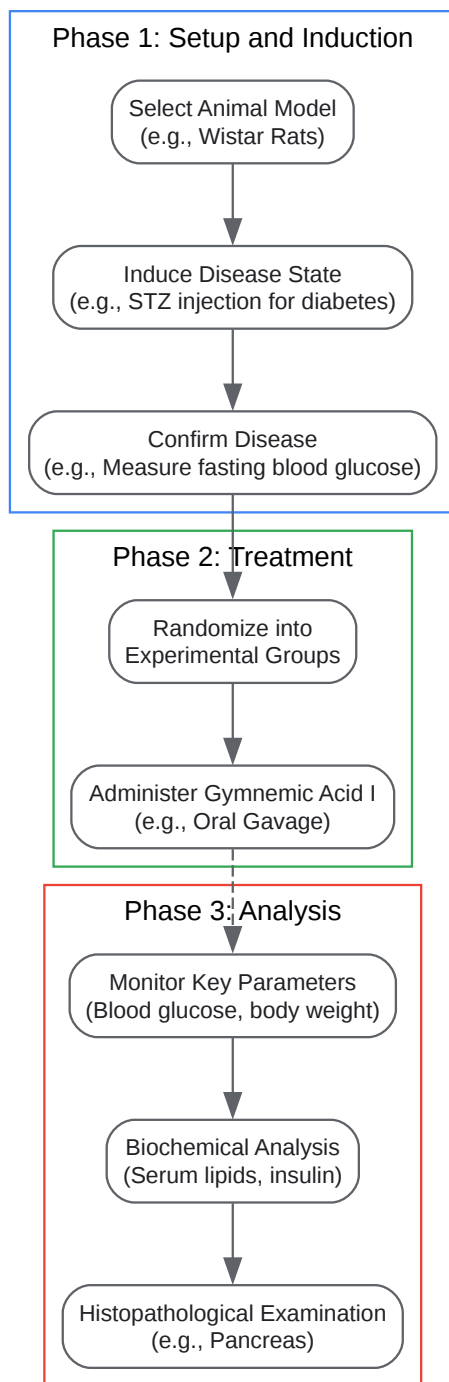 Phase 1: Setup and Induction
Select Animal Model
(e.g., Wistar Rats)
Induce Disease State
(e.g., STZ injection for diabetes)
Confirm Disease
(e.g., Measure fasting blood glucose)
Phase 2: Treatment
Randomize into
Experimental Groups
Administer Gymnemic Acid I
(e.g., Oral Gavage)
Phase 3: Analysis
Monitor Key Parameters
(Blood glucose, body weight)
Biochemical Analysis
(Serum lipids, insulin)
Histopathological Examination
(e.g., Pancreas)